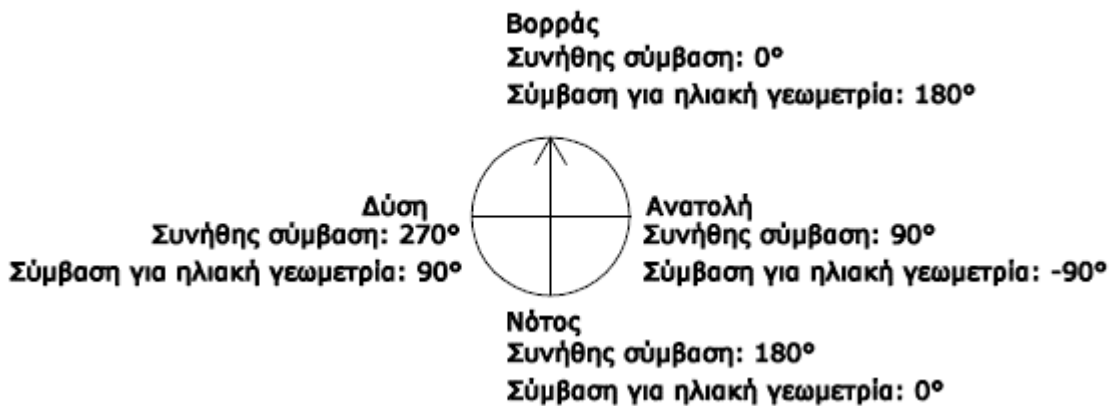 Βορράς
Συνήθης σύμβαση: 0°
Σύμβαση για ηλιακή γεωμετρία: 180°
Δύση
Συνήθης σύμβαση: 270°
Σύμβαση για ηλιακή γεωμετρία: 90°
Ανατολή
Συνήθης σύμβαση: 90°
Σύμβαση για ηλιακή γεωμετρία: -90°
Νότος
Συνήθης σύμβαση: 180°
Σύμβαση για ηλιακή γεωμετρία: 0°